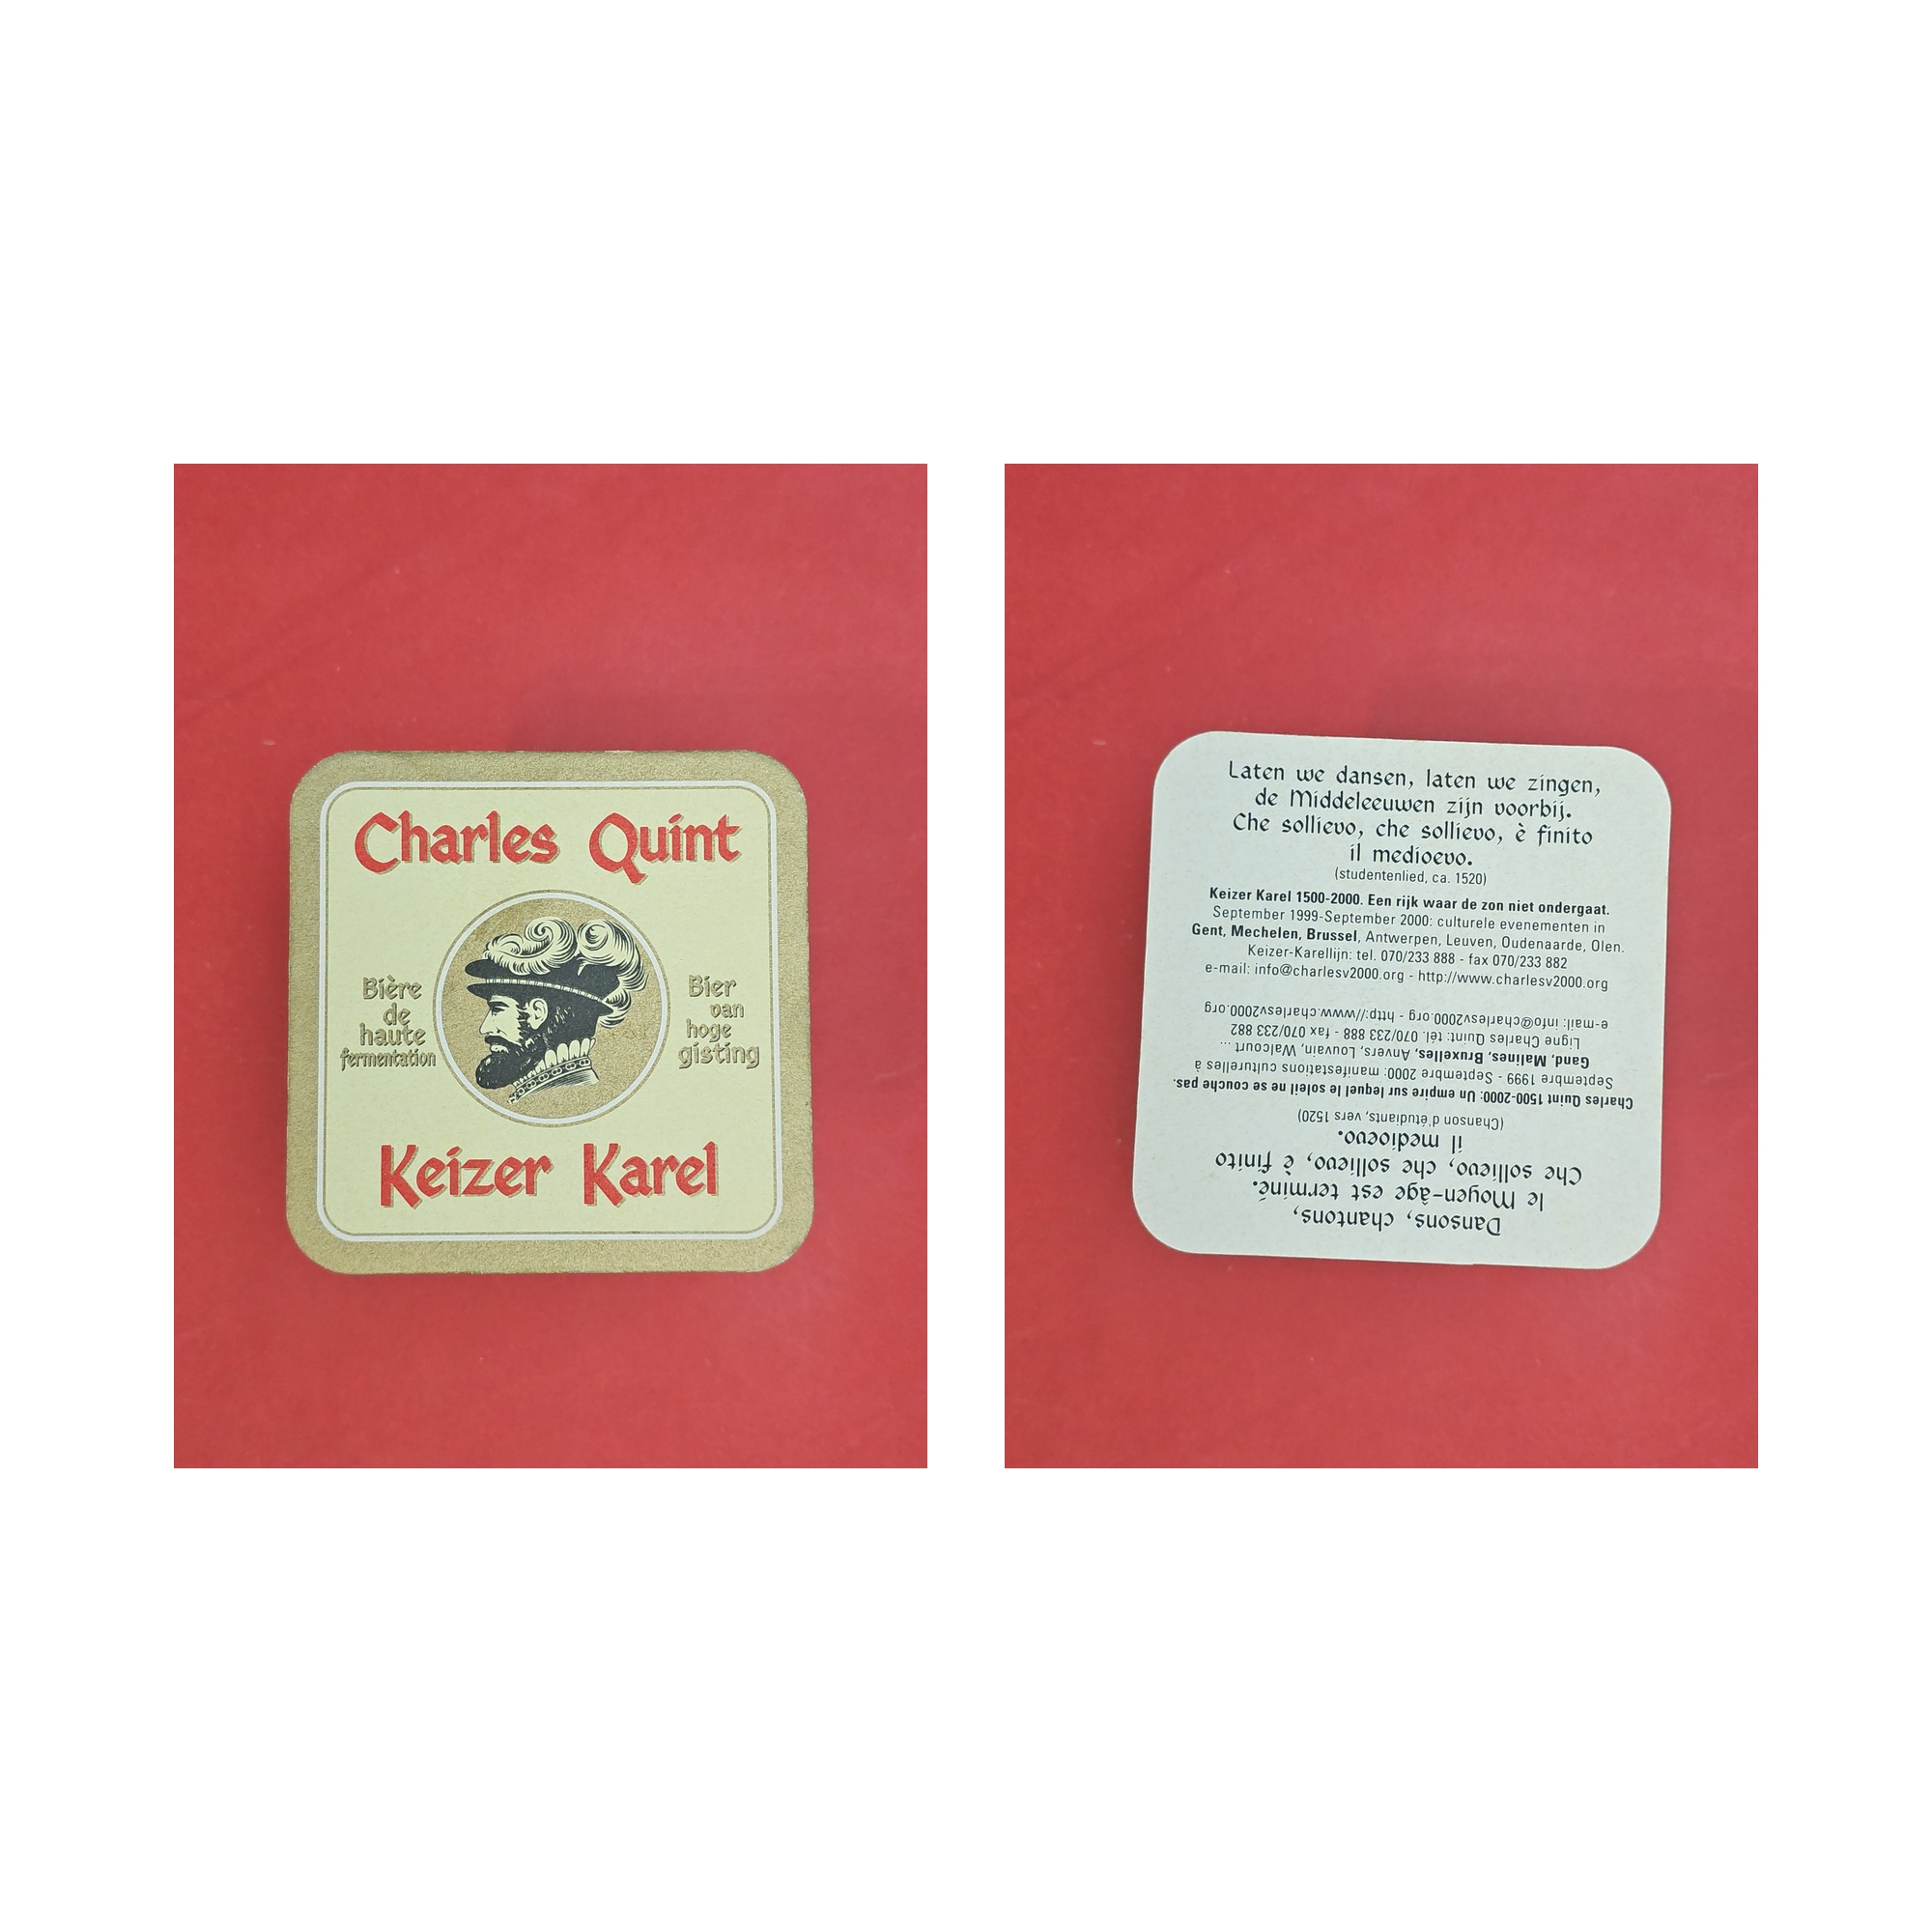 Charles Quint
Bière
de
haute
fermentation
Bier
van
hoge
gisting
Keizer Karel
Laten we dansen, laten we zingen,
de Middeleeuwen zijn voorbij.
Che sollievo, che sollievo, è finito
il medioevo.
(studentenlied, ca. 1520)
Keizer Karel 1500-2000. Een rijk waar de zon niet ondergaat.
September 1999-September 2000: culturele evenementen in
Gent, Mechelen, Brussel, Antwerpen, Leuven, Oudenaarde, Olen.
Keizer-Karellijn: tel. 070/233 888 - fax 070/233 882
e-mail: info@charlesv2000.org - http://www.charlesv2000.org
Dansons, chantons,
le Moyen-âge est terminé.
Che sollievo, che sollievo, è finito
il medioevo.
(Chanson d'étudiants, vers 1520)
Charles Quint 1500-2000: Un empire sur lequel le soleil ne se couche pas.
Septembre 1999 - Septembre 2000: manifestations culturelles à
Gand, Malines, Bruxelles, Anvers, Louvain, Walcourt ...
Ligne Charles Quint: tél. 070/233 888 - fax 070/233 882
e-mail: info@charlesv2000.org - http://www.charlesv2000.org